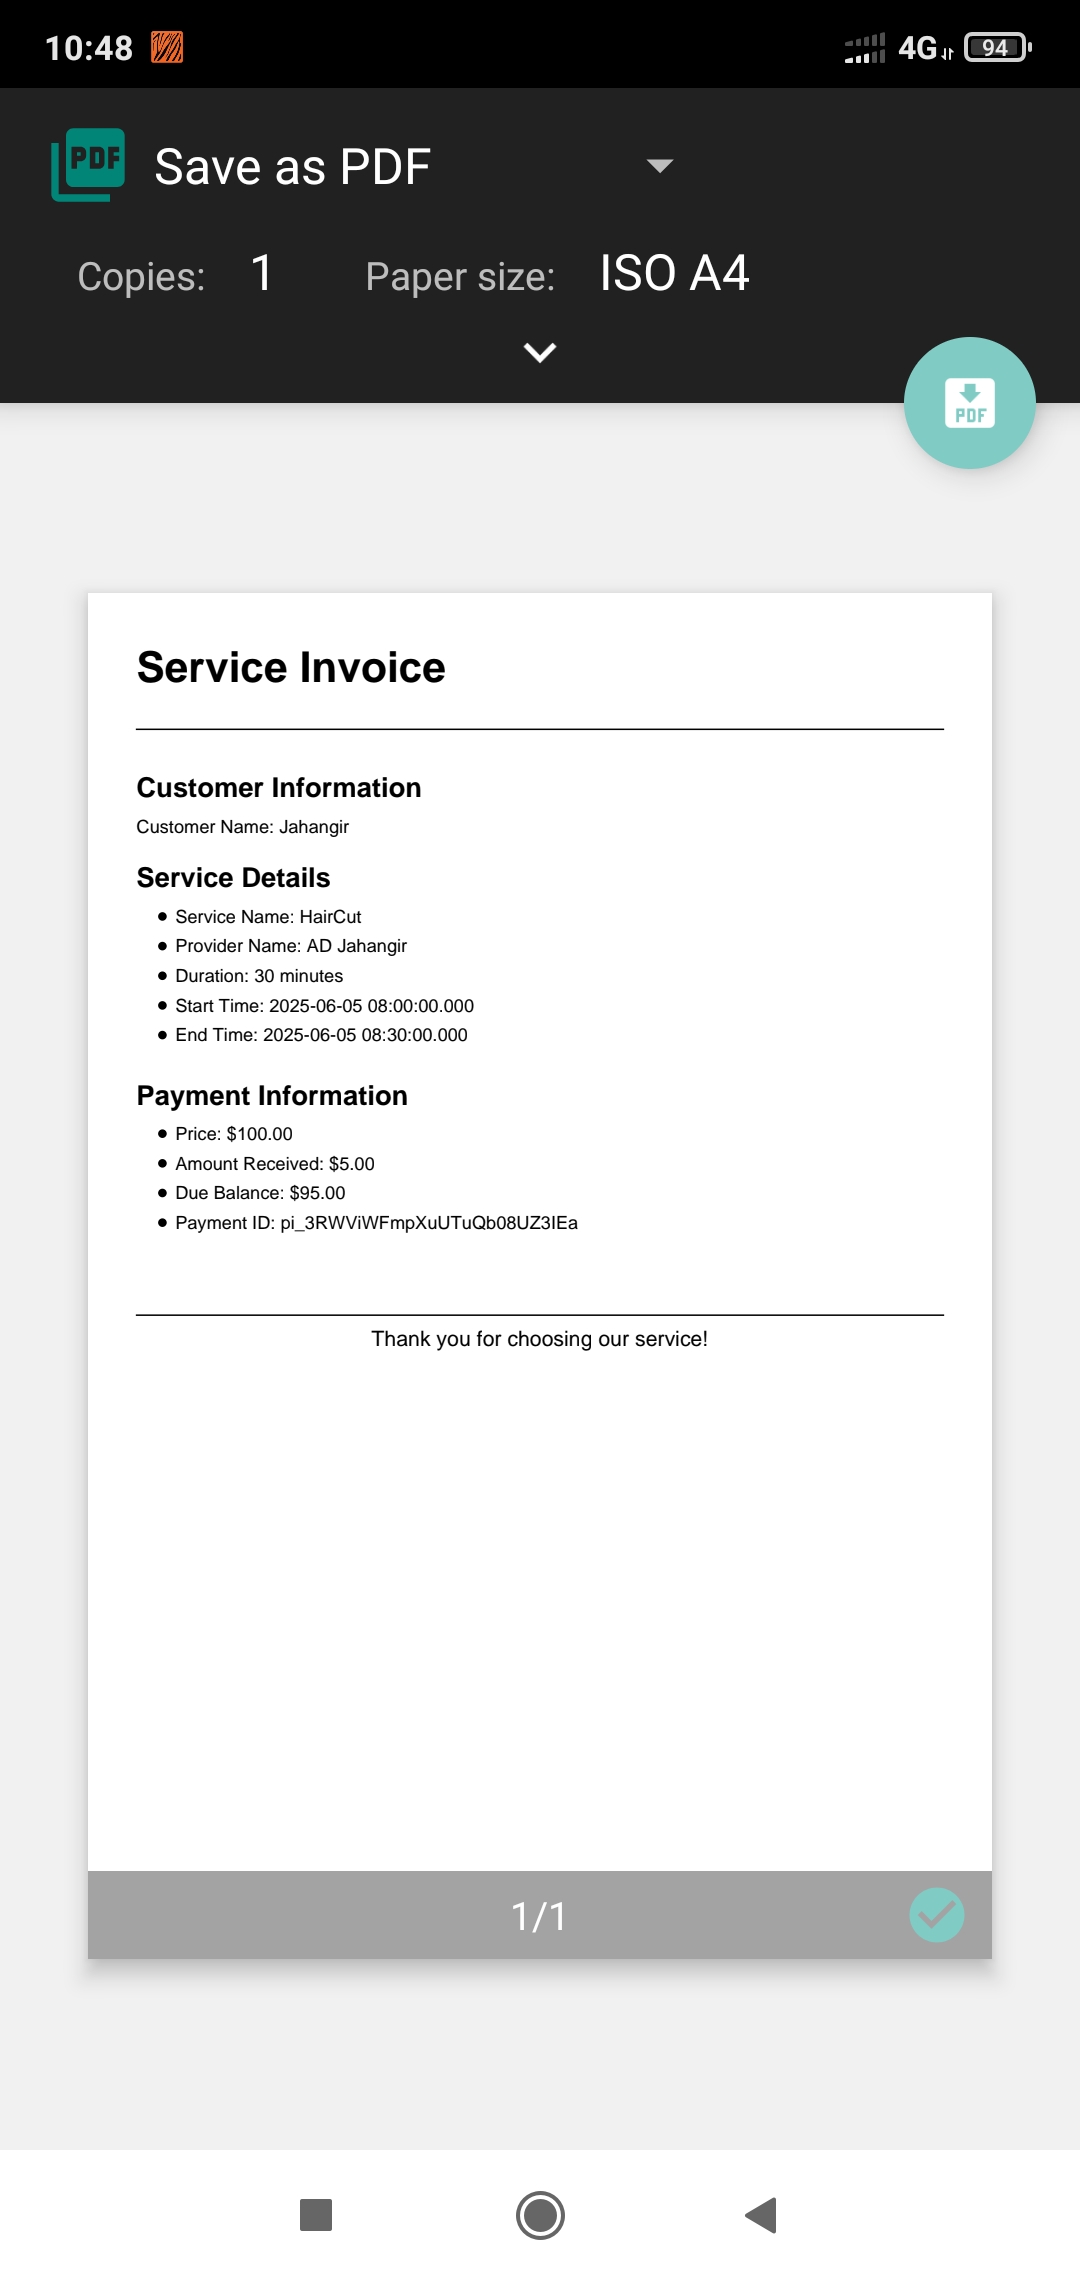 10:48
4G
94
PDF
Save as PDF
Copies: 1 Paper size: ISO A4
PDF
Service Invoice
Customer Information
Customer Name: Jahangir
Service Details
● Service Name: HairCut
● Provider Name: AD Jahangir
● Duration: 30 minutes
● Start Time: 2025-06-05 08:00:00.000
● End Time: 2025-06-05 08:30:00.000
Payment Information
● Price: $100.00
● Amount Received: $5.00
● Due Balance: $95.00
● Payment ID: pi_3RWViWFmpXuUTuQb08UZ3IEa
Thank you for choosing our service!
1/1